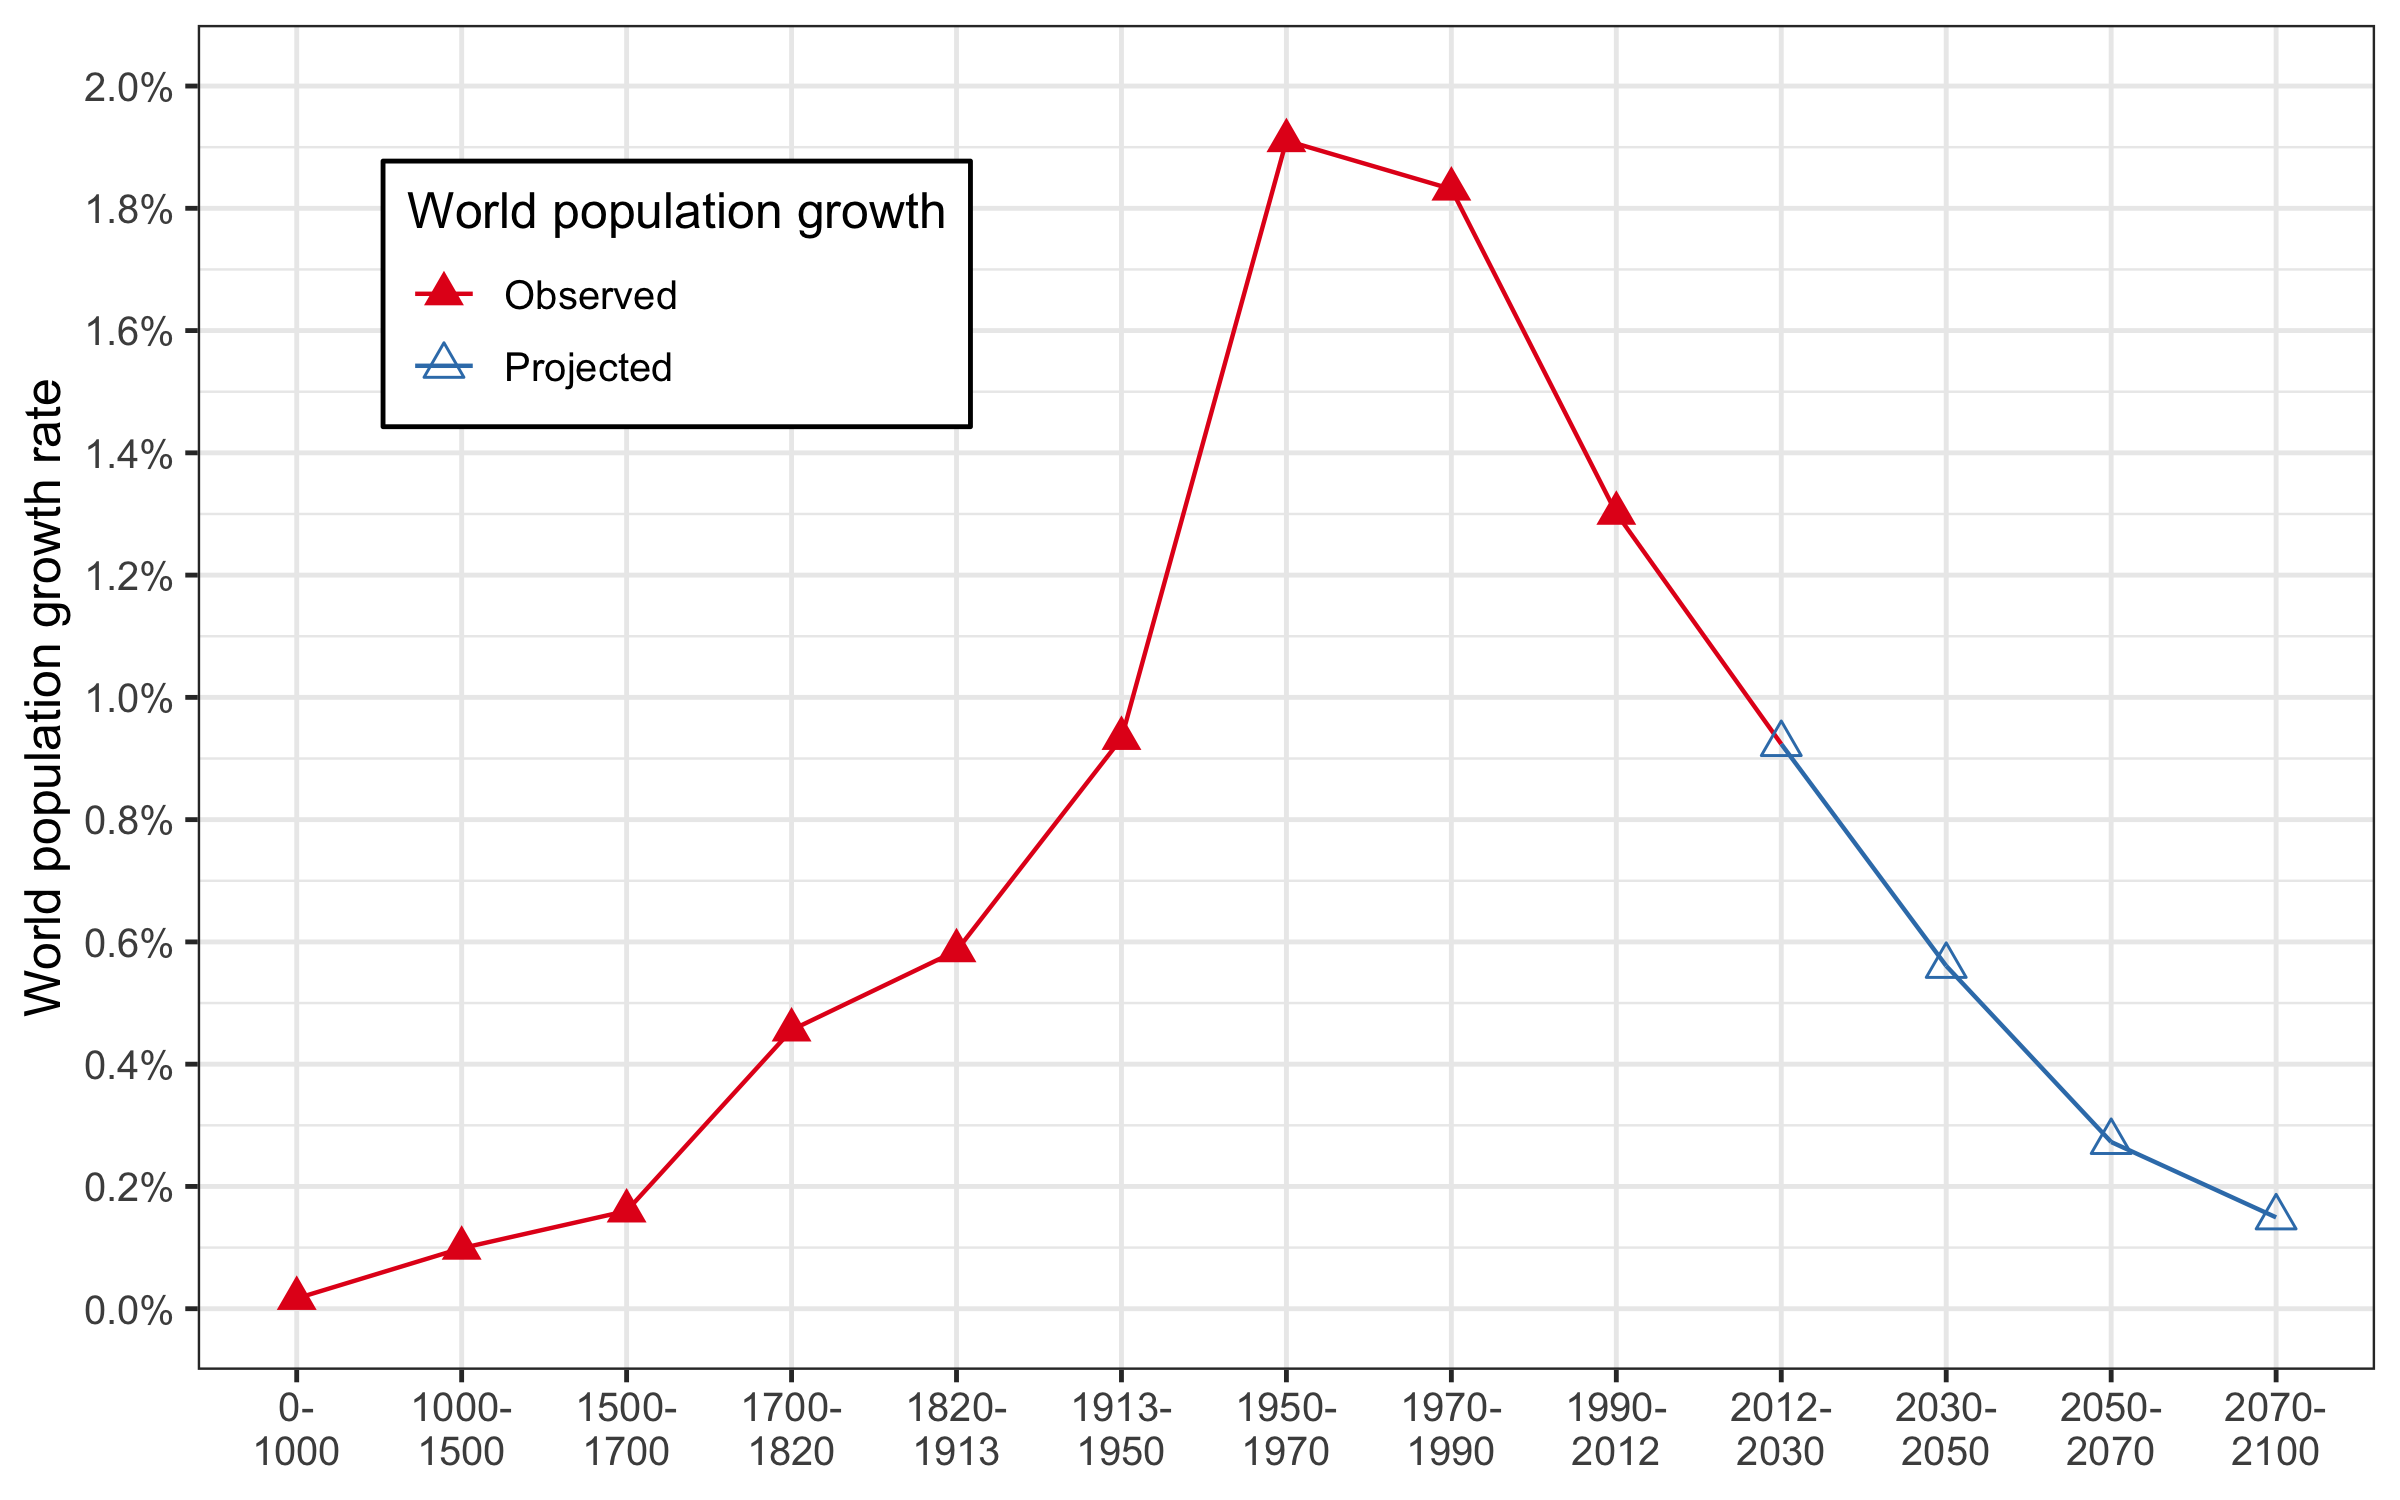 World population growth rate
2.0%
1.8%
1.6%
1.4%
1.2%
1.0%
0.8%
0.6%
0.4%
0.2%
0.0%
World population growth
Observed
Projected
0- 1000- 1500- 1700- 1820- 1913- 1950- 1970- 1990- 2012- 2030- 2050- 2070-
1000 1500 1700 1820 1913 1950 1970 1990 2012 2030 2050 2070 2100